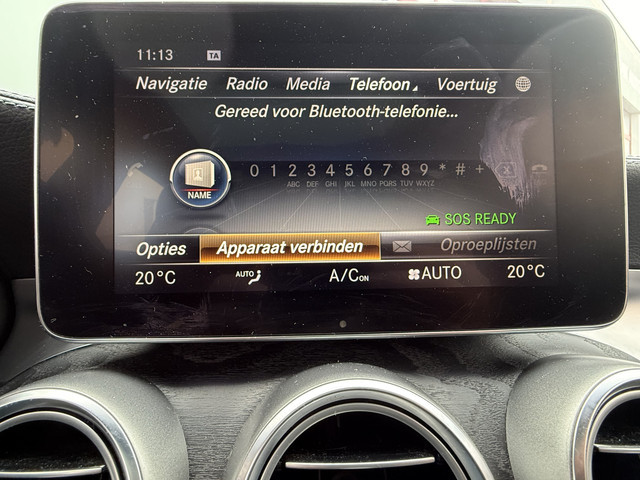 11:13 TA
Navigatie Radio Media Telefoon Voertuig
Gereed voor Bluetooth-telefonie...
0 1 2 3 4 5 6 7 8 9 * # +
ABC DEF GHI JKL MNO PQRS TUV WXYZ
NAME
SOS READY
Opties Apparaat verbinden Oproeplijsten
20°C AUTO A/C ON AUTO 20°C